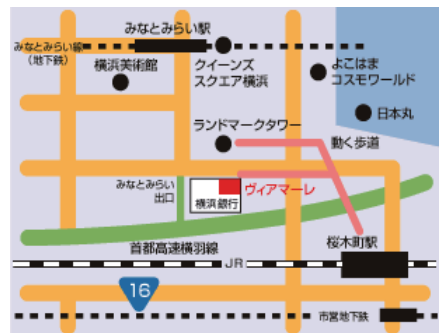 みなとみらい駅
みなとみらい線
(地下鉄)
横浜美術館
クイーンズ
スクエア横浜
よこはま
コスモワールド
日本丸
ランドマークタワー
動く歩道
みなとみらい
出口
横浜銀行
ヴィアマーレ
首都高速横羽線
桜木町駅
JR
16
市営地下鉄